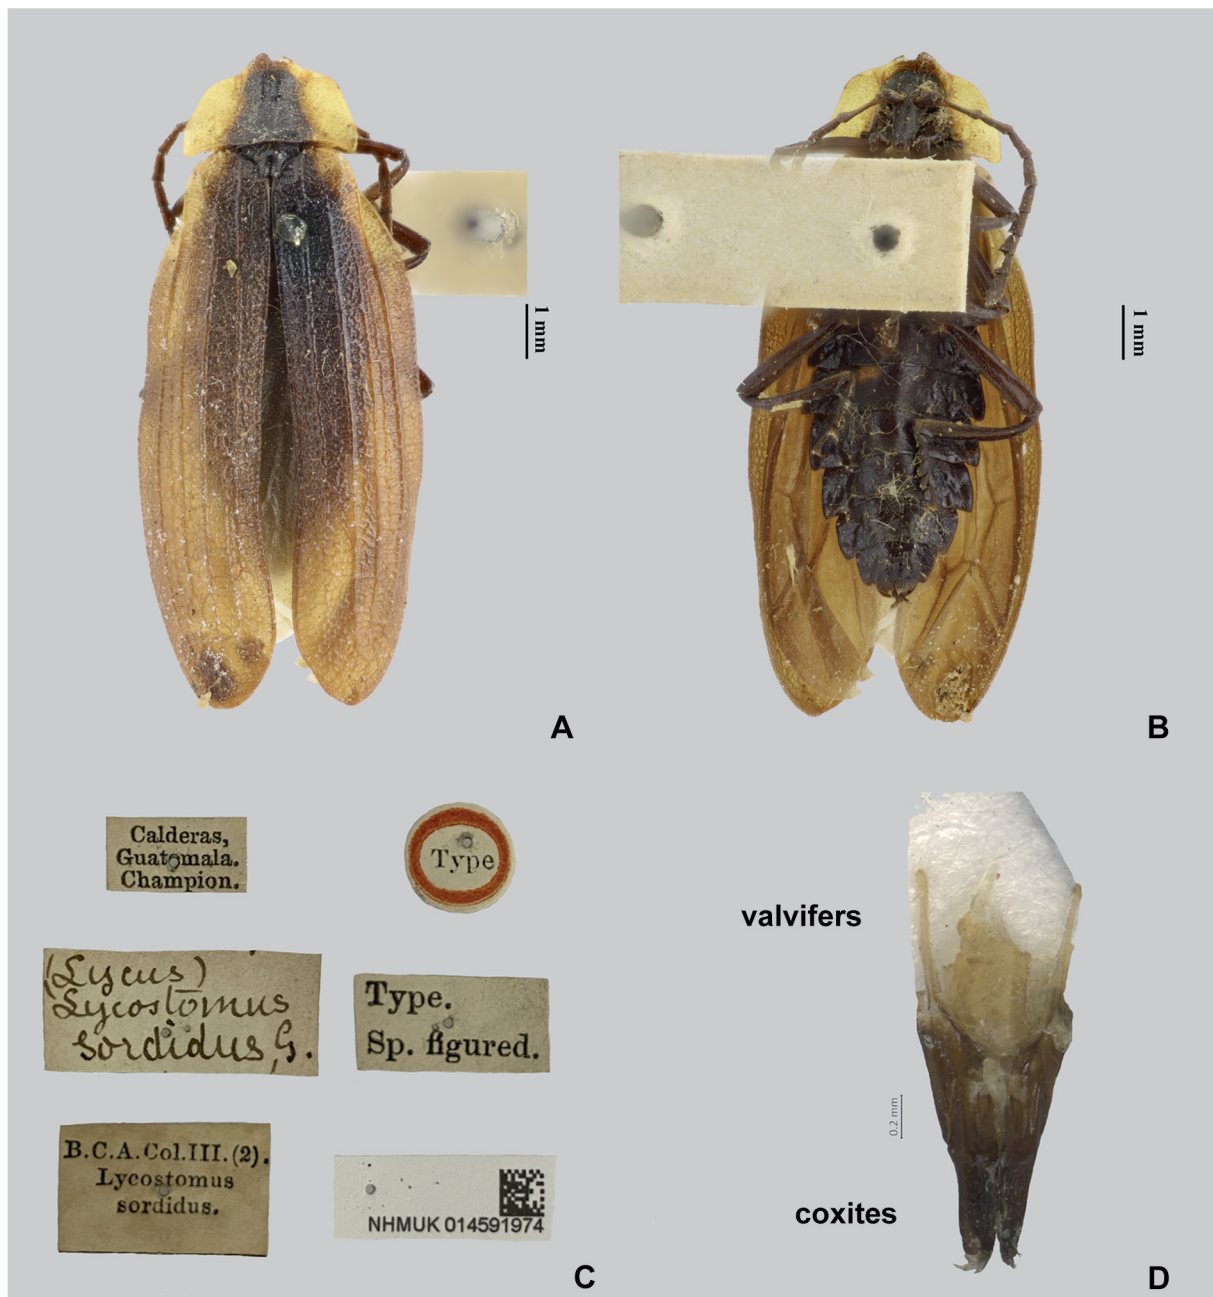 1 mm
1 mm
A
B
Calderas,
Guatemala.
Champion.
Type
(Lycus)
Lycostomus
sordidus, G.
Type.
Sp. figured.
B.C.A.Col.III.(2).
Lycostomus
sordidus.
NHMUK 014591974
C
valvifers
0.2 mm
coxites
D